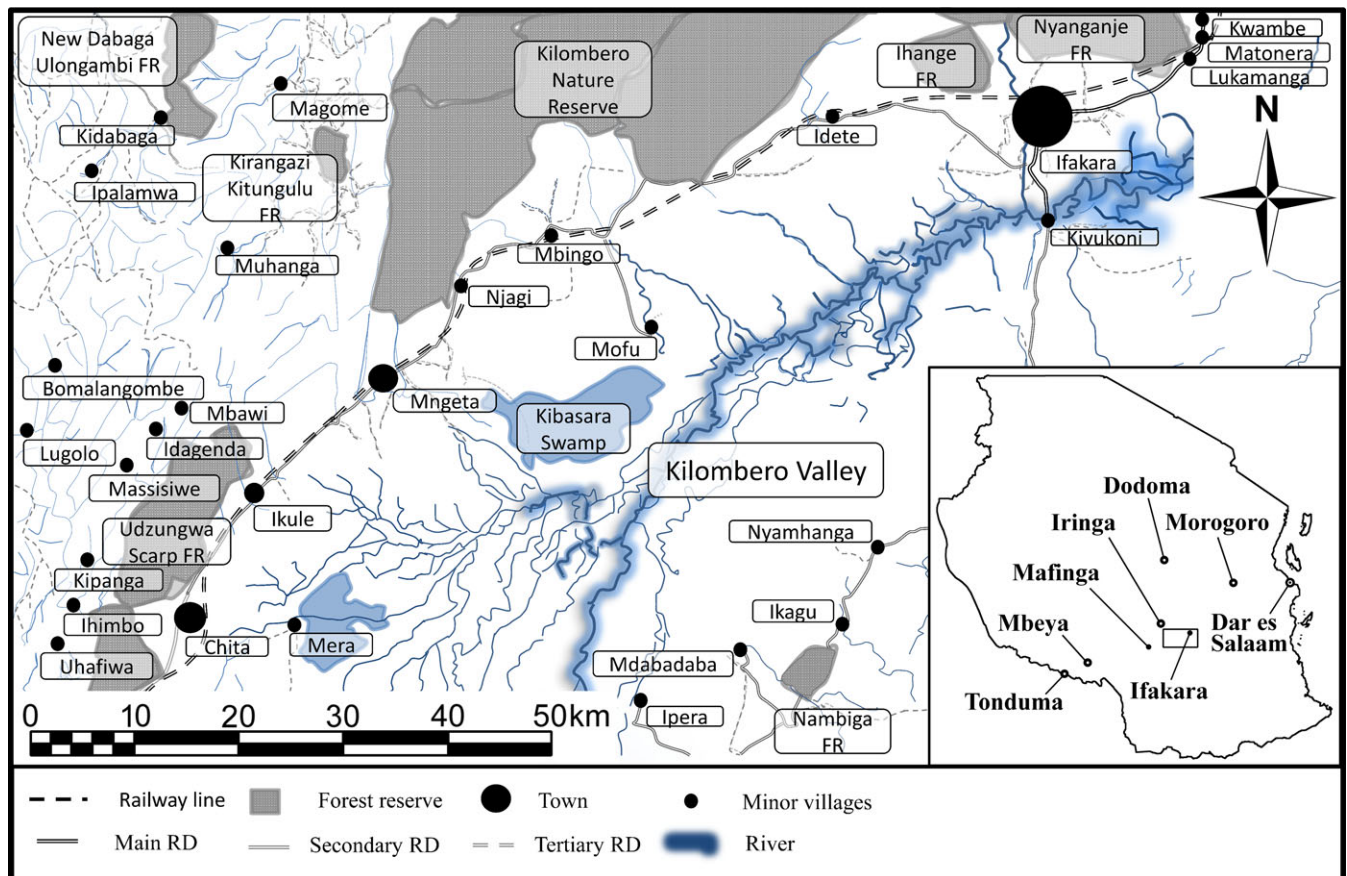 New Dabaga
Ulongambi FR
Kidabaga
Ipalamwa
Magome
Kirangazi
Kitungulu
FR
Muhanga
Kilombero
Nature
Reserve
Ihange
FR
Nyanganje
FR
Kwambe
Matonera
Lukamanga
Idete
Ifakara
N
Kivukoni
Mbingo
Njagi
Mofu
Bomalangombe
Mbawi
Mngeta
Kibasara
Swamp
Lugolo
Idagenda
Massisiwe
Kilombero Valley
Ikule
Udzungwa
Scarp FR
Nyamhanga
Kipanga
Ihimbo
Uhafiwa
Chita
Mera
Ikagu
Mdabadaba
Ipera
Nambiga
FR
0 10 20 30 40 50km
Dodoma
Iringa
Morogoro
Mafinga
Mbeya
Dar es
Salaam
Tonduma
Ifakara
Railway line
Forest reserve
Town
Minor villages
Main RD
Secondary RD
Tertiary RD
River